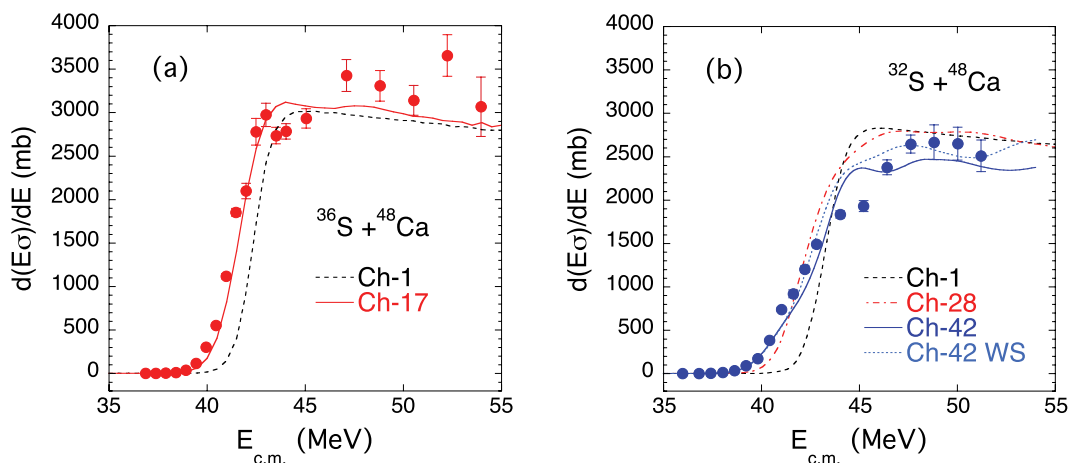 (a)
d(Eσ)/dE (mb)
4000
3500
3000
2500
2000
1500
1000
500
0
35 40 45 50 55
E c.m. (MeV)
36S +48Ca
Ch-1
Ch-17
(b)
d(Eσ)/dE (mb)
4000
3500
3000
2500
2000
1500
1000
500
0
35 40 45 50 55
E c.m. (MeV)
32S +48Ca
Ch-1
Ch-28
Ch-42
Ch-42 WS